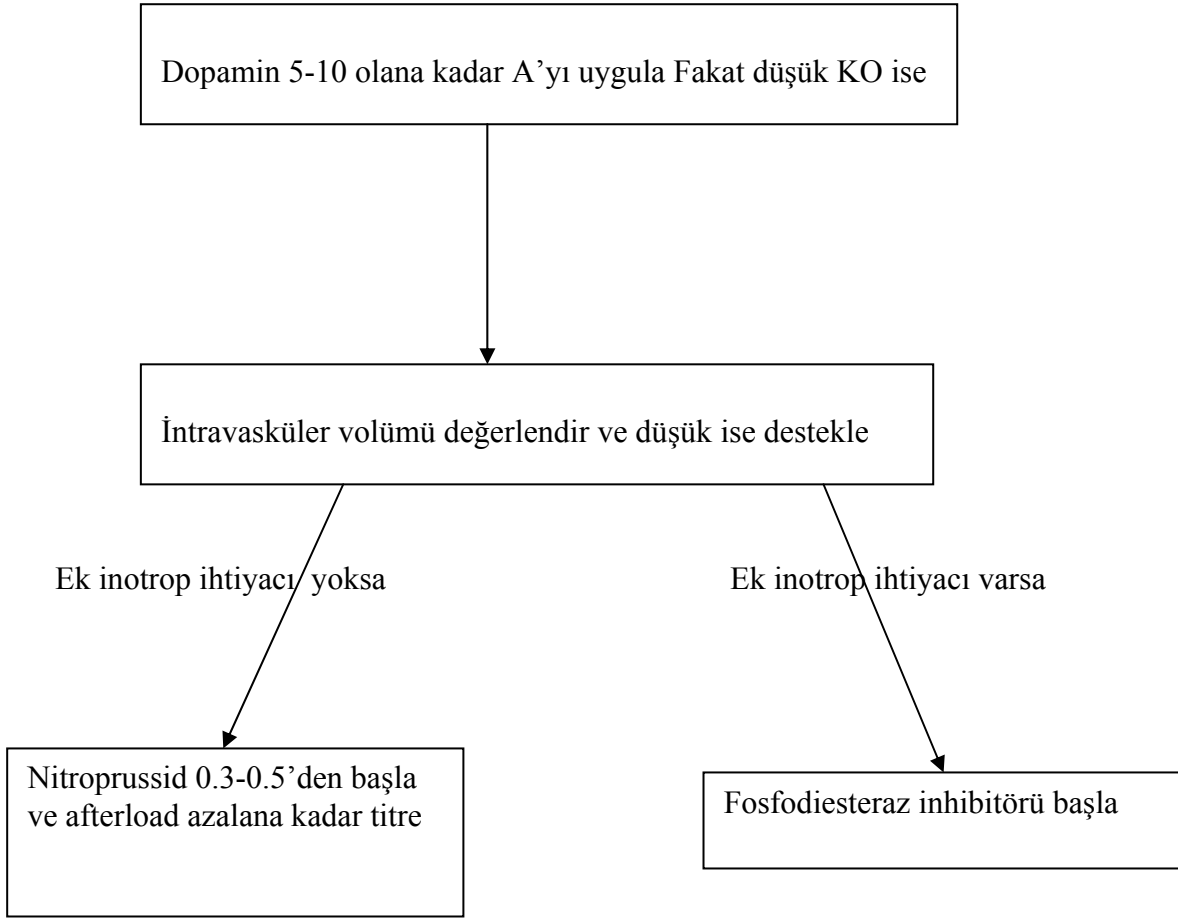 Dopamin 5-10 olana kadar A’yı uygula Fakat düşük KO ise
İntravasküler volümü değerlendir ve düşük ise destekle
Ek inotrop ihtiyacı yoksa
Ek inotrop ihtiyacı varsa
Nitroprussid 0.3-0.5’den başla
ve afterload azalana kadar titre
Fosfodiesteraz inhibitörü başla